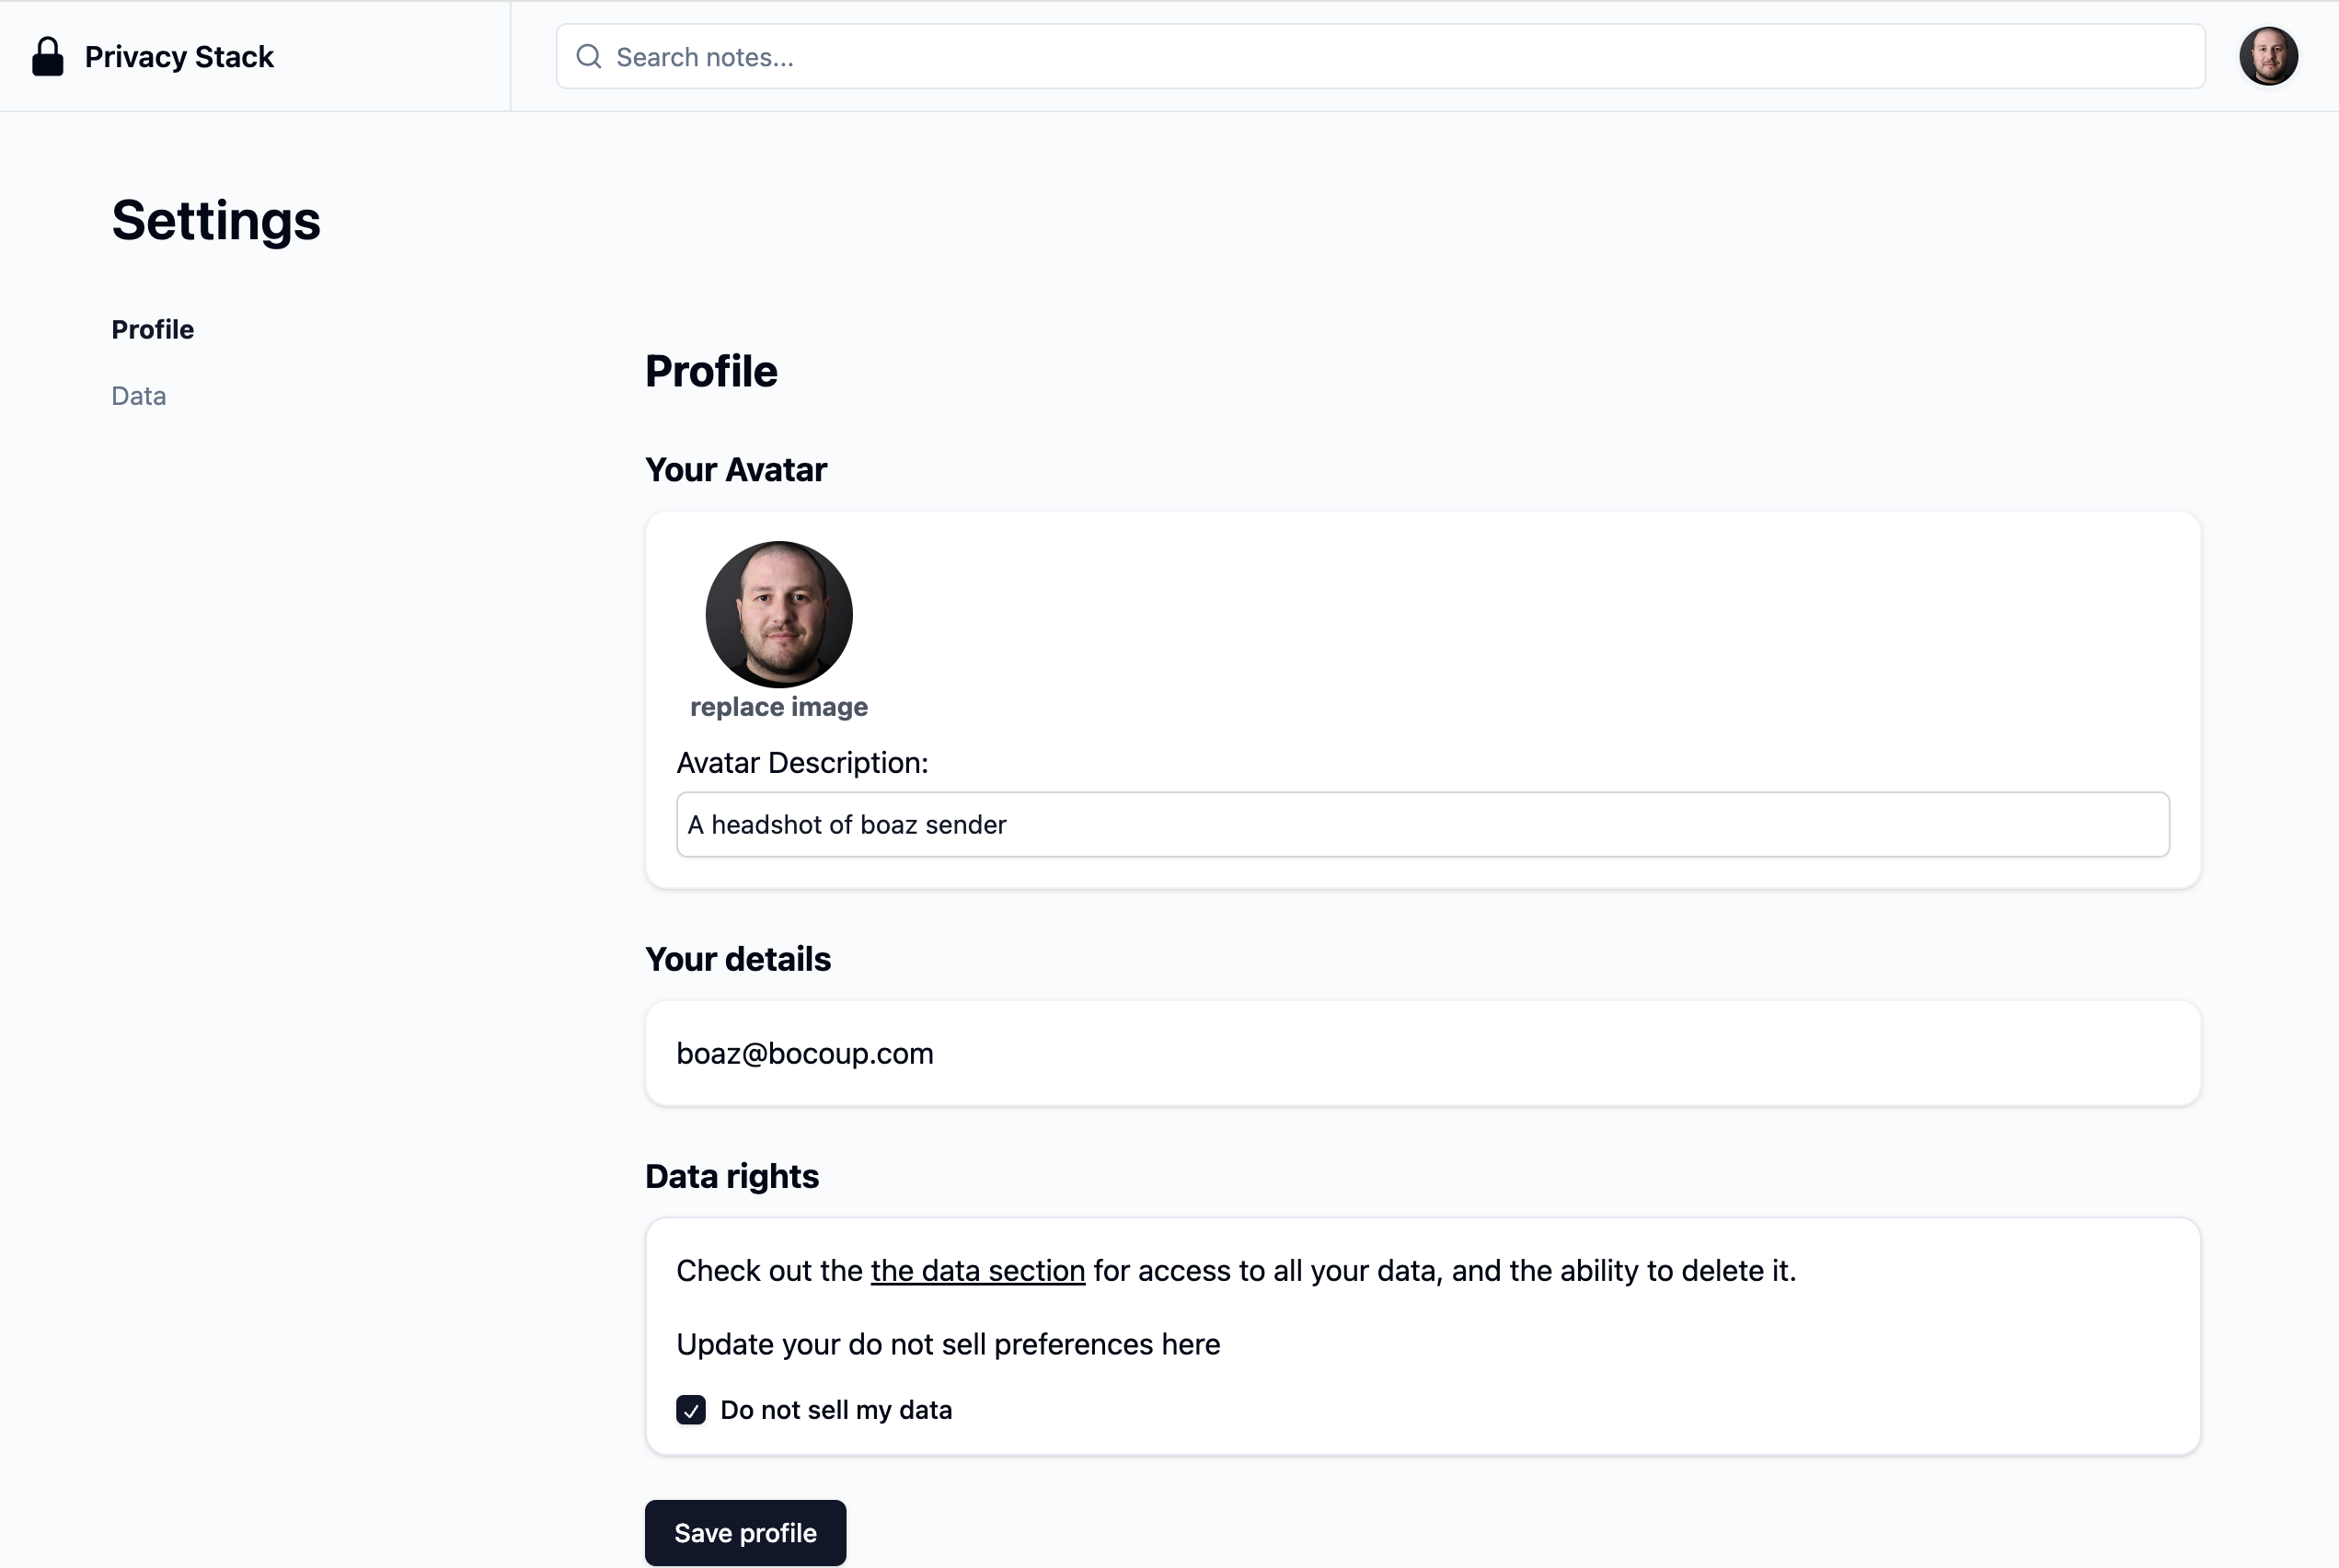 Privacy Stack
Search notes...
Settings
Profile
Data
Profile
Your Avatar
replace image
Avatar Description:
A headshot of boaz sender
Your details
boaz@bocoup.com
Data rights
Check out the the data section for access to all your data, and the ability to delete it.
Update your do not sell preferences here
Do not sell my data
Save profile